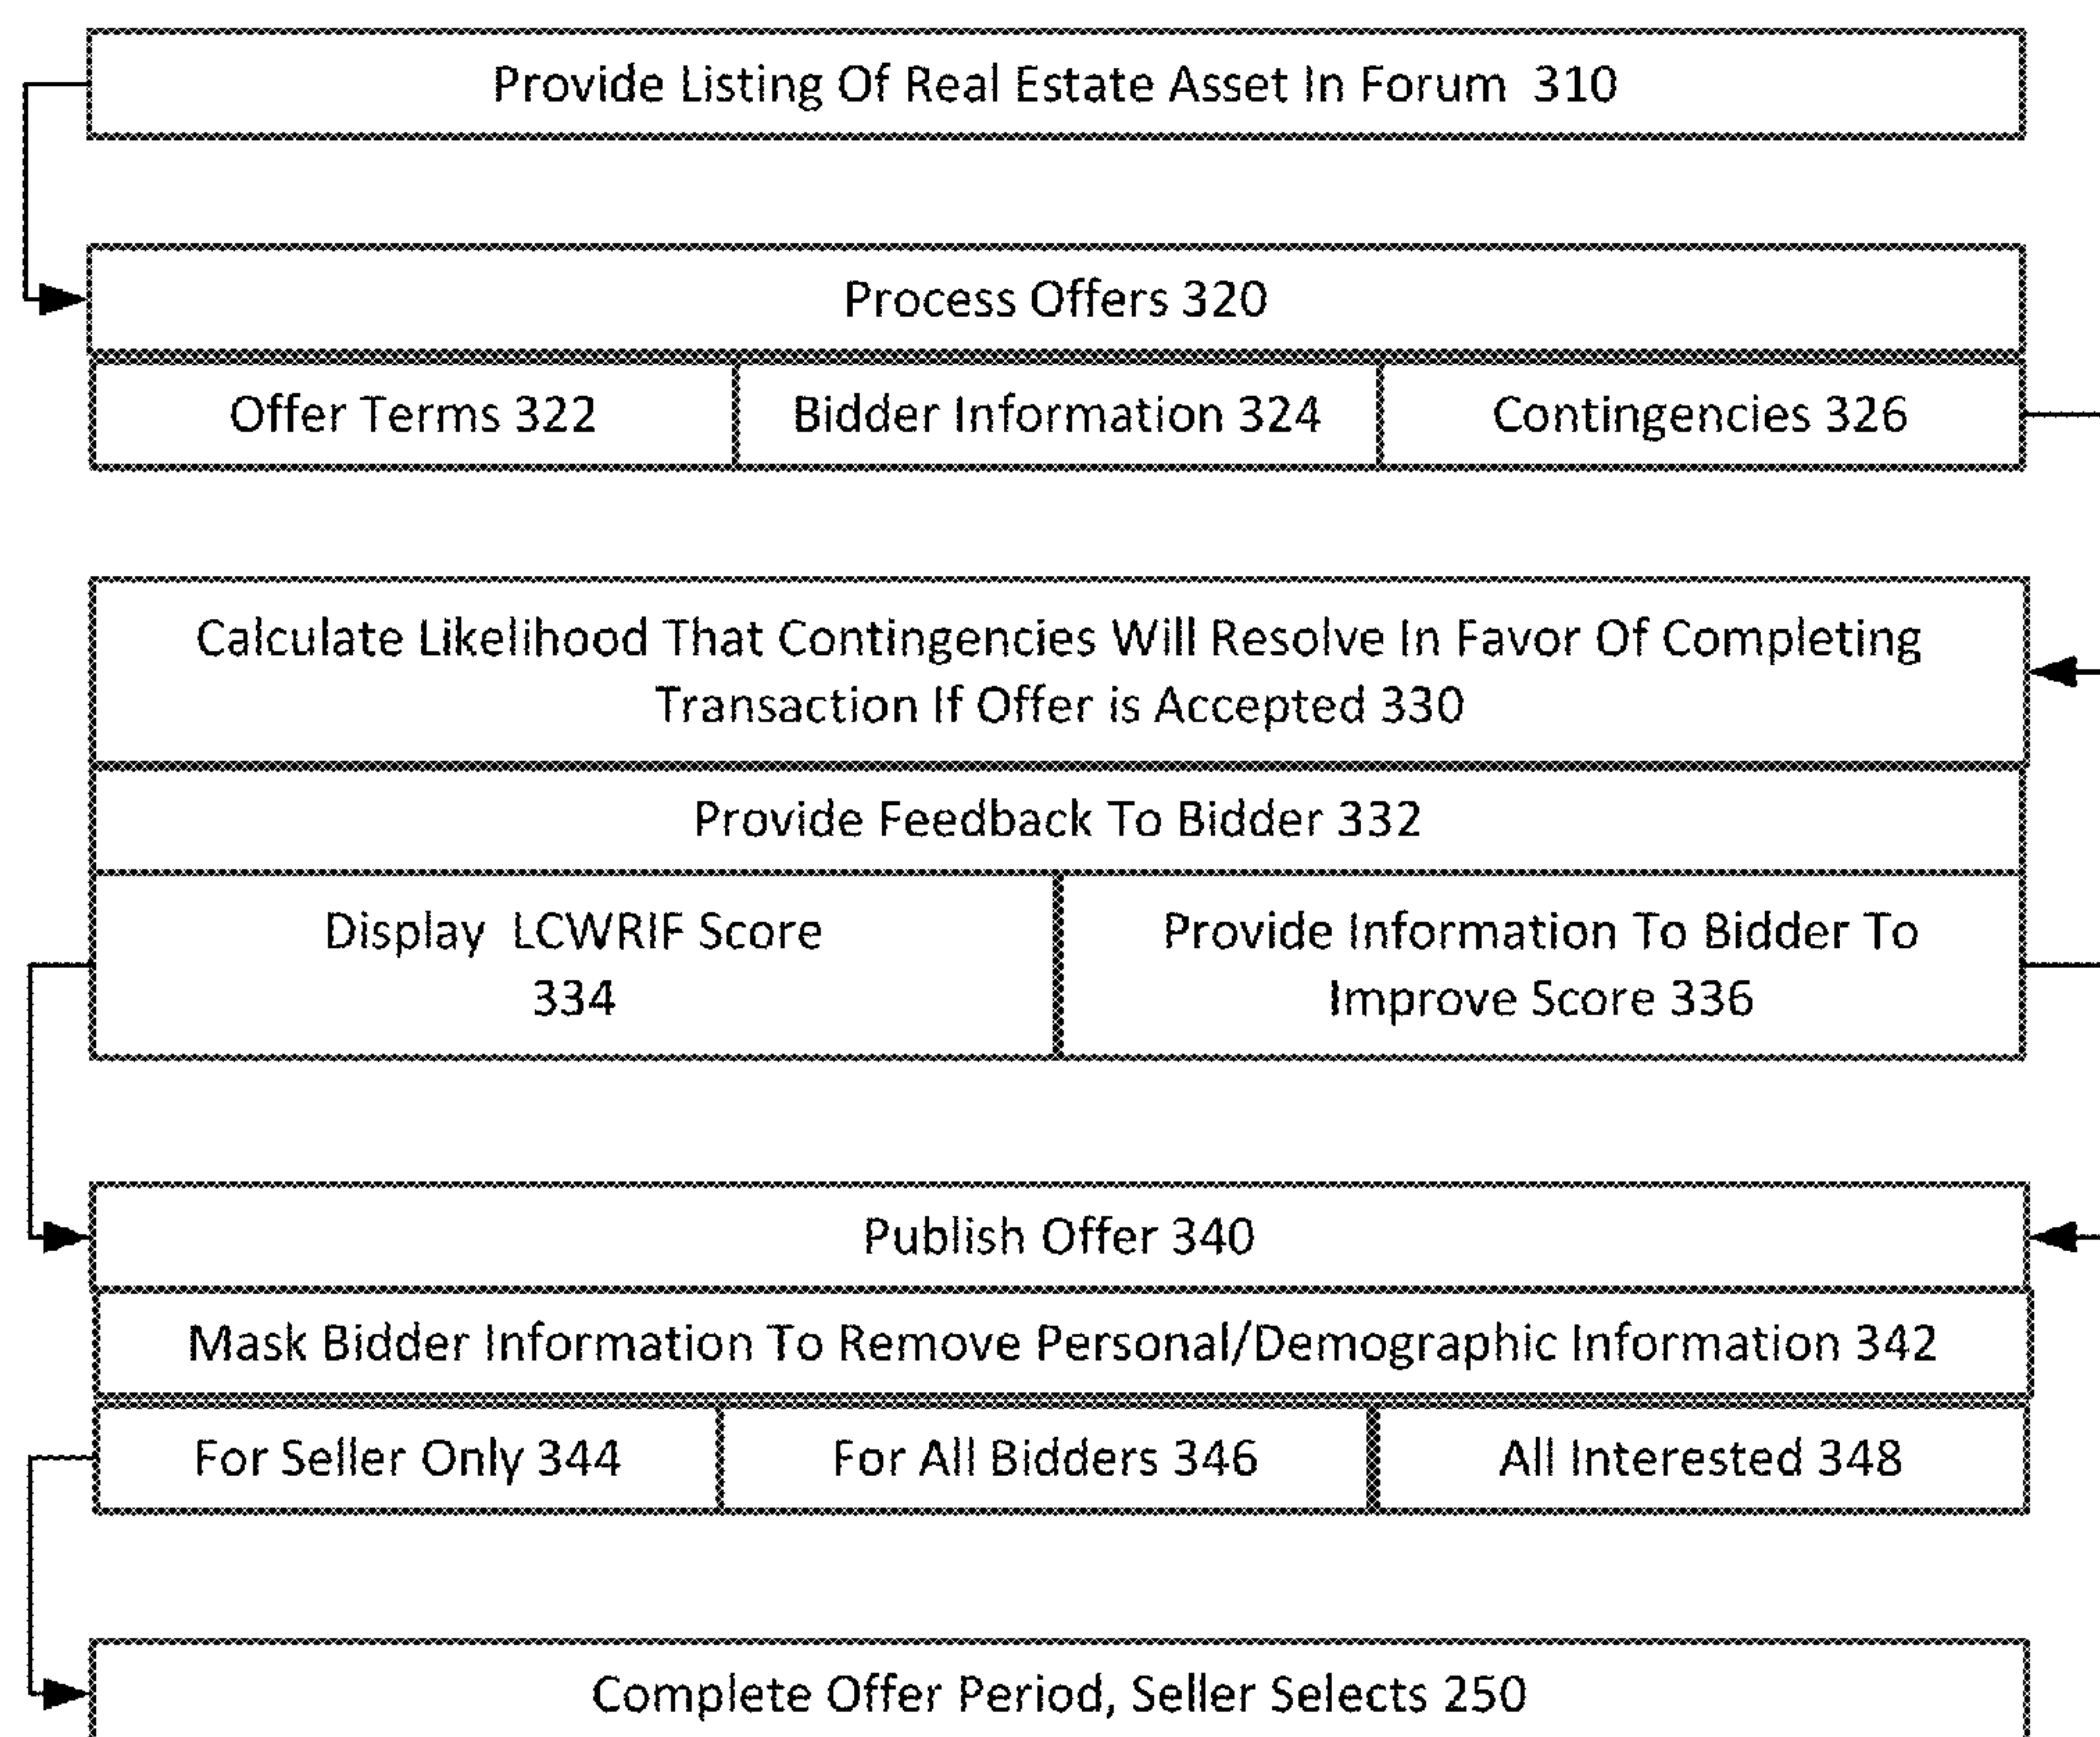 Provide Listing Of Real Estate Asset In Forum 310
Process Offers 320
Offer Terms 322
Bidder Information 324
Contingencies 326
Calculate Likelihood That Contingencies Will Resolve In Favor Of Completing
Transaction If Offer is Accepted 330
Provide Feedback To Bidder 332
Display LCWRIF Score
334
Provide Information To Bidder To
Improve Score 336
Publish Offer 340
Mask Bidder Information To Remove Personal/Demographic Information 342
For Seller Only 344
For All Bidders 346
All Interested 348
Complete Offer Period, Seller Selects 250